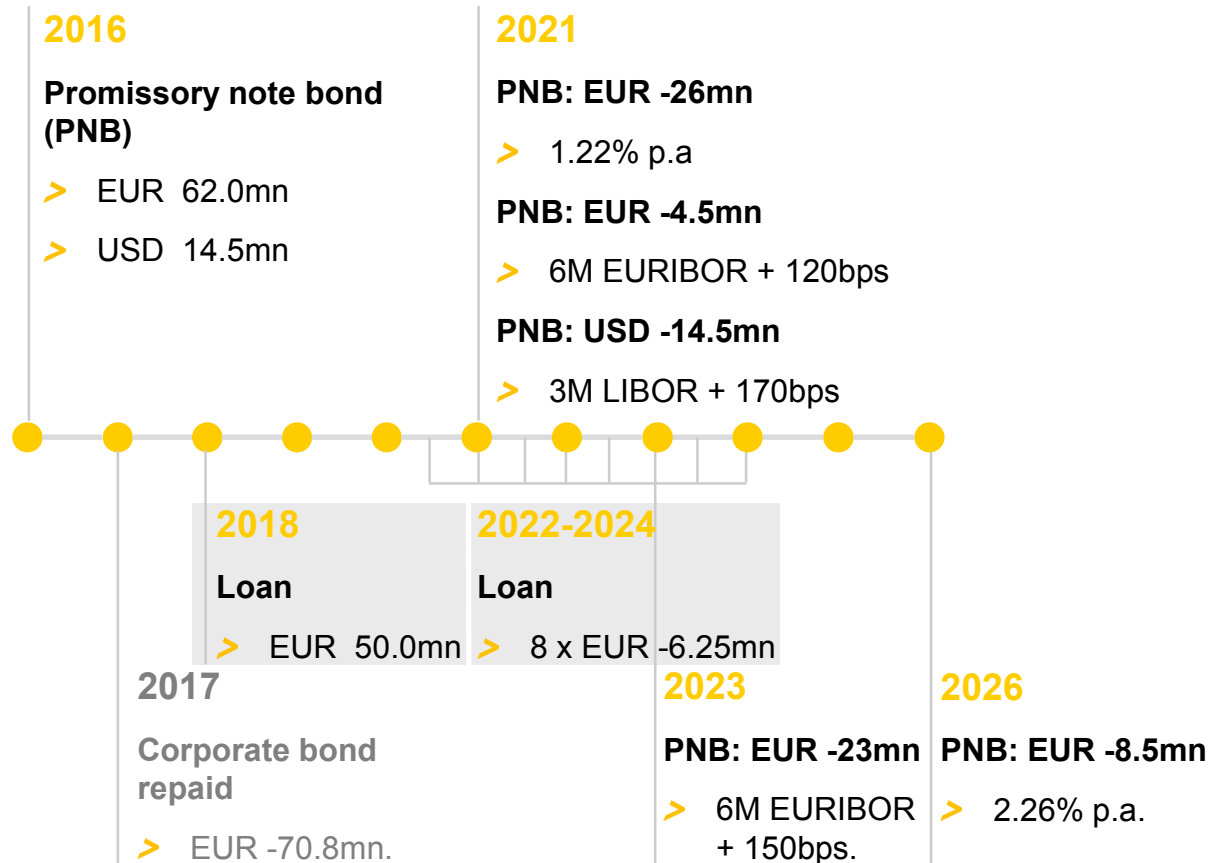 2016
Promissory note bond
(PNB)
> EUR 62.0mn
> USD 14.5mn
2021
PNB: EUR -26mn
> 1.22% p.a
PNB: EUR -4.5mn
> 6M EURIBOR + 120bps
PNB: USD -14.5mn
> 3M LIBOR + 170bps
2018
Loan
> EUR 50.0mn
2022-2024
Loan
> 8 x EUR -6.25mn
2017
Corporate bond
repaid
> EUR -70.8mn.
2023
PNB: EUR -23mn
> 6M EURIBOR
+ 150bps.
2026
PNB: EUR -8.5mn
> 2.26% p.a.